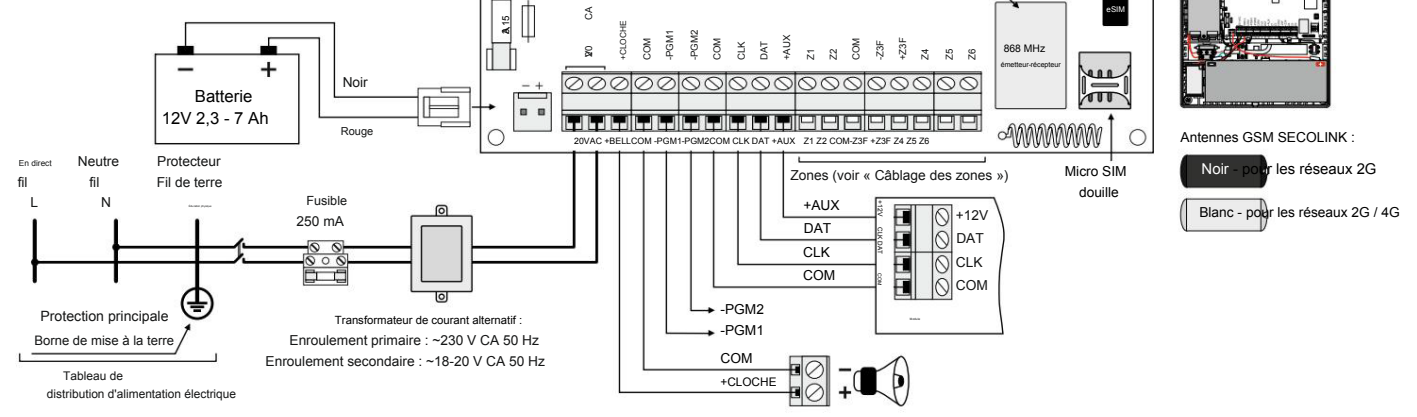 A 15
20 CA
+CLOCHE
COM
-PGM1
-PGM2
COM
CLK
DAT
+AUX
Z1
Z2
COM
-Z3F
+Z3F
Z4
Z5
Z6
868 MHz
émetteur-récepteur
eSIM
Batterie
12V 2,3 - 7 Ah
Noir
Rouge
20VAC +BELLCOM -PGM1-PGM2COM CLK DAT +AUX Z1 Z2 COM-Z3F +Z3F Z4 Z5 Z6
Zones (voir « Câblage des zones »)
Micro SIM
douille
Antennes GSM SECOLINK :
Noir - pour les réseaux 2G
Blanc - pour les réseaux 2G / 4G
En direct
fil
L
Neutre
fil
N
Protecteur
Fil de terre
Fusible
250 mA
+AUX
DAT
CLK
COM
+12V
CLK DAT
COM
+12V
DAT
CLK
COM
-PGM2
-PGM1
COM
+CLOCHE
Protection principale
Borne de mise à la terre
Tableau de
distribution d'alimentation électrique
Transformateur de courant alternatif :
Enroulement primaire : ~230 V CA 50 Hz
Enroulement secondaire : ~18-20 V CA 50 Hz